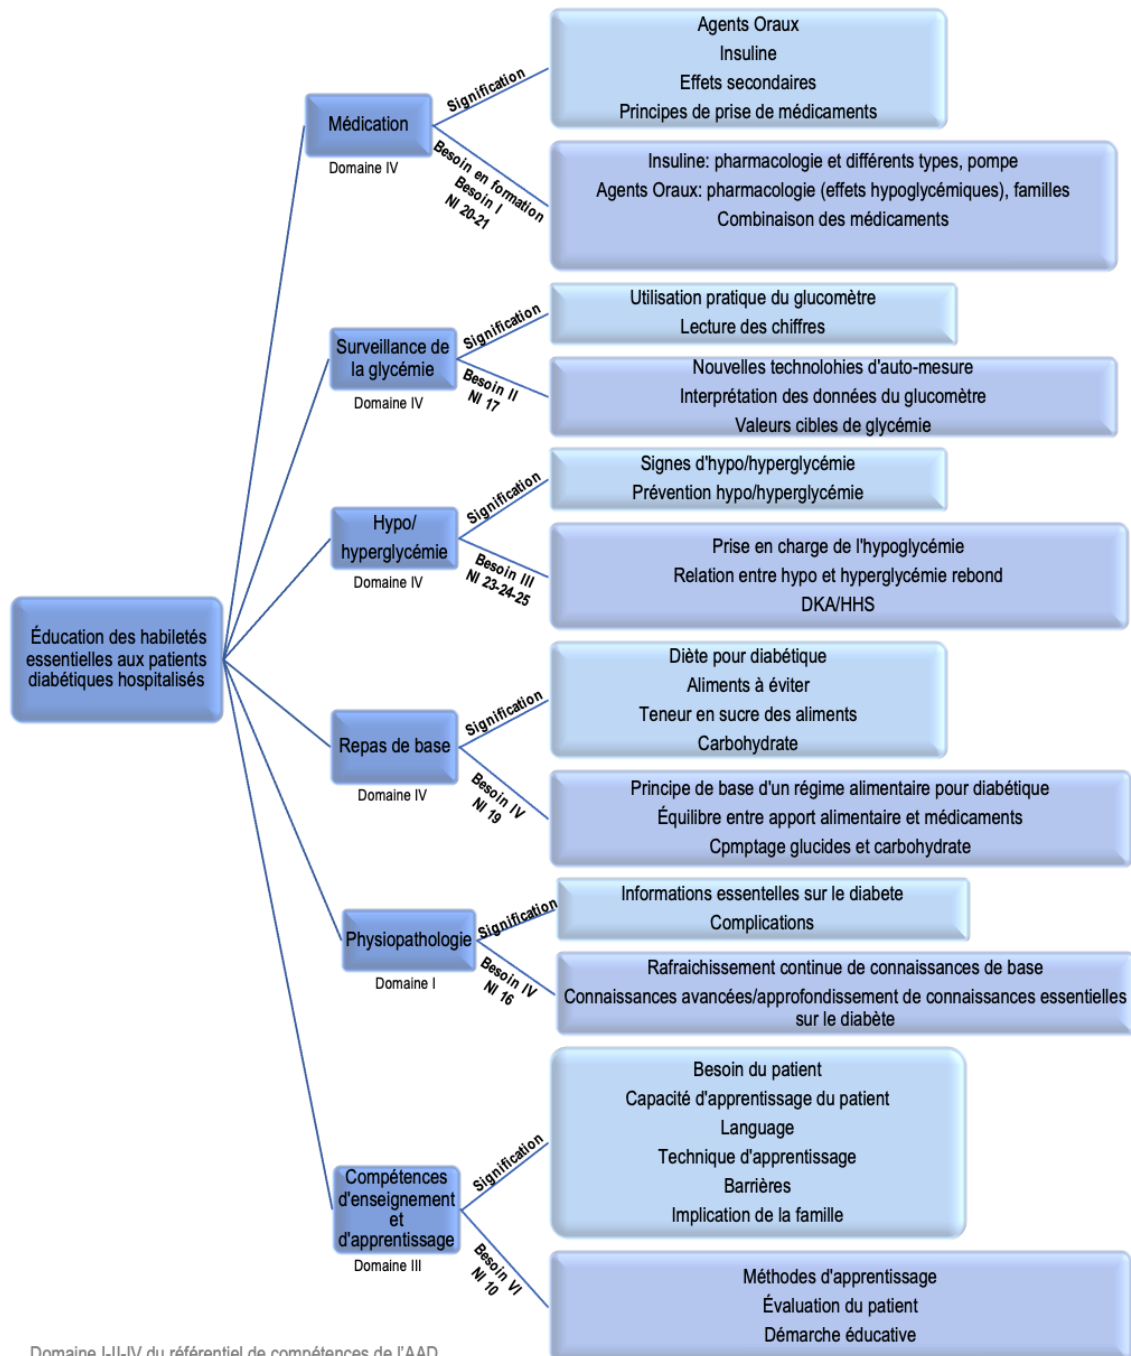 Agents Oraux
Insuline
Effets secondaires
Principes de prise de médicaments
Signification
Médication
Domaine IV
Besoin en formation
Besoin I
NI 20-21
Insuline: pharmacologie et différents types, pompe
Agents Oraux: pharmacologie (effets hypoglycémiques), familles
Combinaison des médicaments
Utilisation pratique du glucomètre
Lecture des chiffres
Signification
Surveillance de
la glycémie
Domaine IV
Besoin II
NI 17
Nouvelles technolohies d'auto-mesure
Interprétation des données du glucomètre
Valeurs cibles de glycémie
Signes d'hypo/hyperglycémie
Prévention hypo/hyperglycémie
Signification
Hypo/
hyperglycémie
Domaine IV
Besoin III
NI 23-24-25
Prise en charge de l'hypoglycémie
Relation entre hypo et hyperglycémie rebond
DKA/HHS
Éducation des habiletés
essentielles aux patients
diabétiques hospitalisés
Diète pour diabétique
Aliments à éviter
Teneur en sucre des aliments
Carbohydrate
Signification
Repas de base
Domaine IV
Besoin IV
NI 19
Principe de base d'un régime alimentaire pour diabétique
Équilibre entre apport alimentaire et médicaments
Cpmptage glucides et carbohydrate
Informations essentelles sur le diabete
Complications
Signification
Physiopathologie
Domaine I
Besoin IV
NI 16
Rafraichissement continue de connaissances de base
Connaissances avancées/approfondissement de connaissances essentielles
sur le diabète
Besoin du patient
Capacité d'apprentissage du patient
Language
Technique d'apprentissage
Barrières
Implication de la famille
Signification
Compétences
d'enseignement
et
d'apprentissage
Domaine III
Besoin VI
NI 10
Méthodes d'apprentissage
Évaluation du patient
Démarche éducative
Domaine I-II-IV du référentiel de compétences de l'AAD